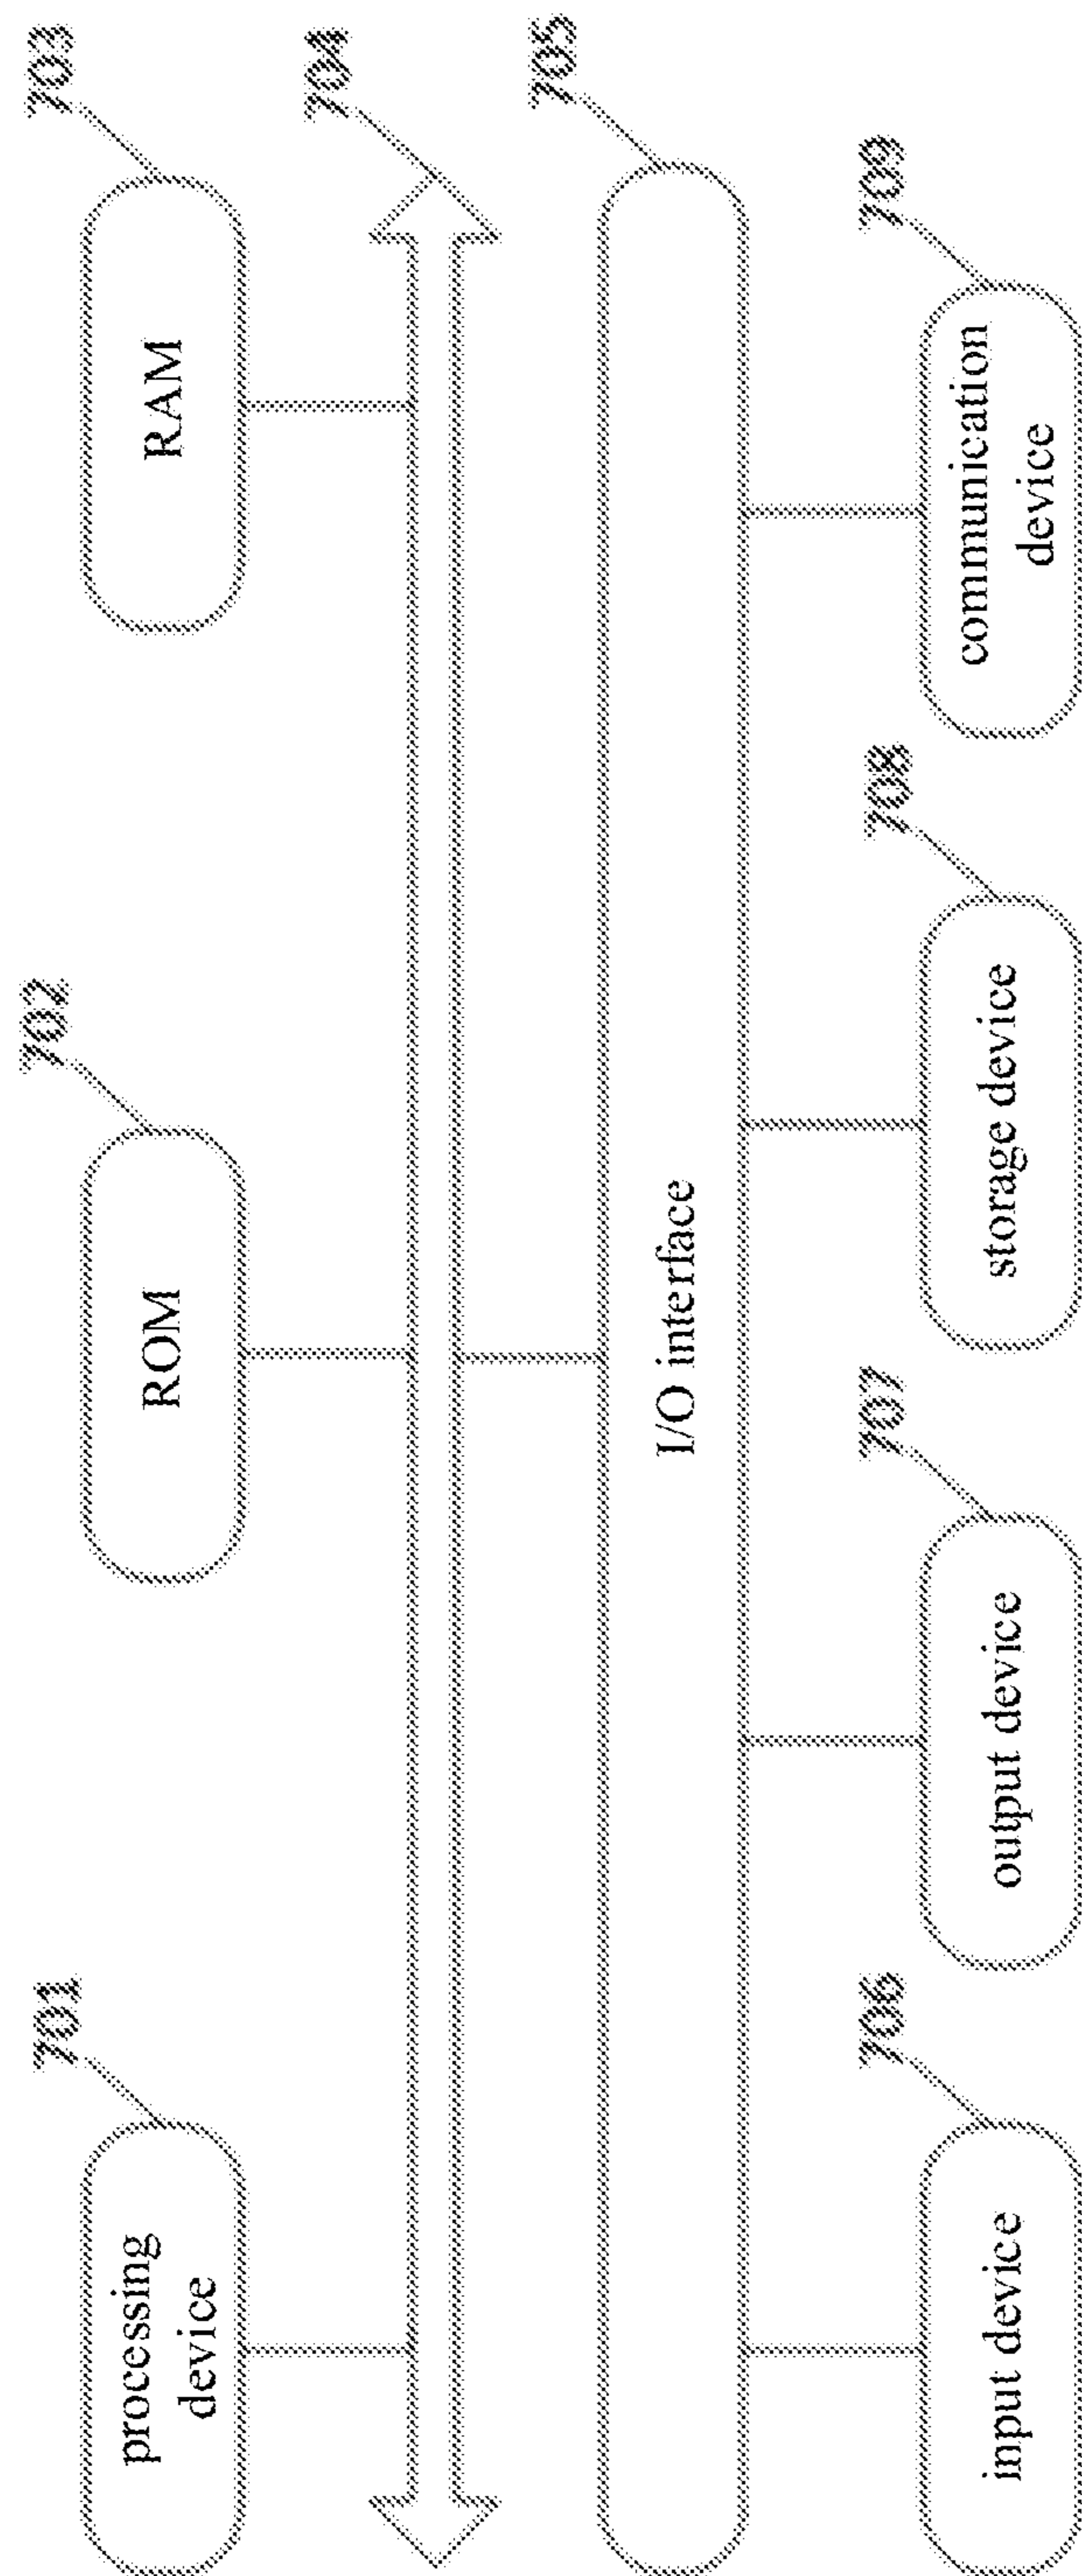 701
processing
device
702
ROM
703
RAM
704
705
I/O interface
706
input device
707
output device
708
storage device
709
communication
device